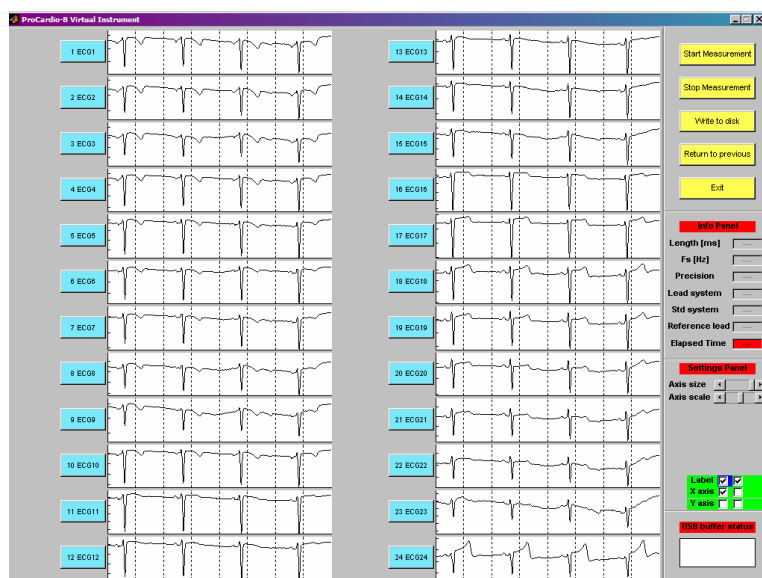 ProCardio-8 Virtual Instrument
1 ECG1
2 ECG2
3 ECG3
4 ECG4
5 ECG5
6 ECG6
7 ECG7
8 ECG8
9 ECG9
10 ECG10
11 ECG11
12 ECG12
13 ECG13
14 ECG14
15 ECG15
16 ECG16
17 ECG17
18 ECG18
19 ECG19
20 ECG20
21 ECG21
22 ECG22
23 ECG23
24 ECG24
Start Measurement
Stop Measurement
Write to disk
Return to previous
Exit
Info Panel
Length [ms] ---
Fs [Hz] ---
Precision ---
Lead system ---
Std system ---
Reference lead ---
Elapsed Time ---
Settings Panel
Axis size
Axis scale
Label
X axis
Y axis
USB buffer status